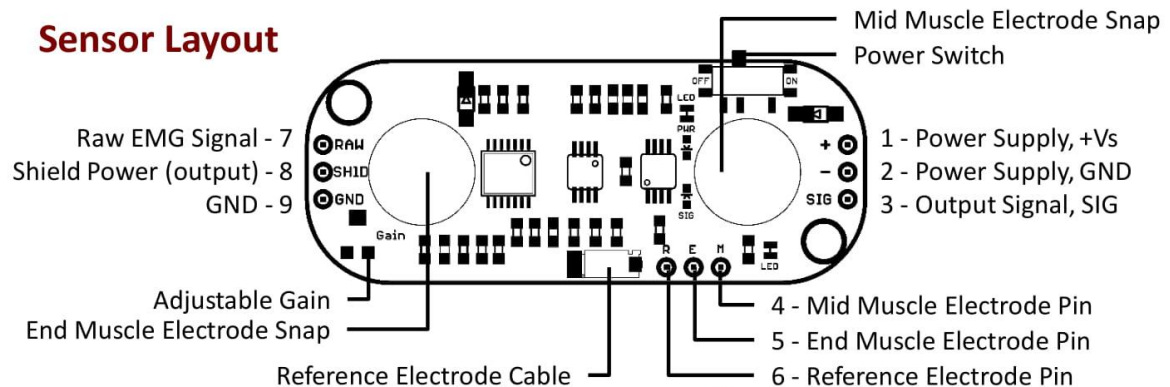 Sensor Layout
Mid Muscle Electrode Snap
Power Switch
OFF
ON
LED
PWR
Raw EMG Signal - 7
RAW
+
1 - Power Supply, +Vs
Shield Power (output) - 8
SHID
-
2 - Power Supply, GND
GND - 9
GND
SIG
SIG
3 - Output Signal, SIG
Gain
R
E
M
LED
Adjustable Gain
4 - Mid Muscle Electrode Pin
End Muscle Electrode Snap
5 - End Muscle Electrode Pin
Reference Electrode Cable
6 - Reference Electrode Pin